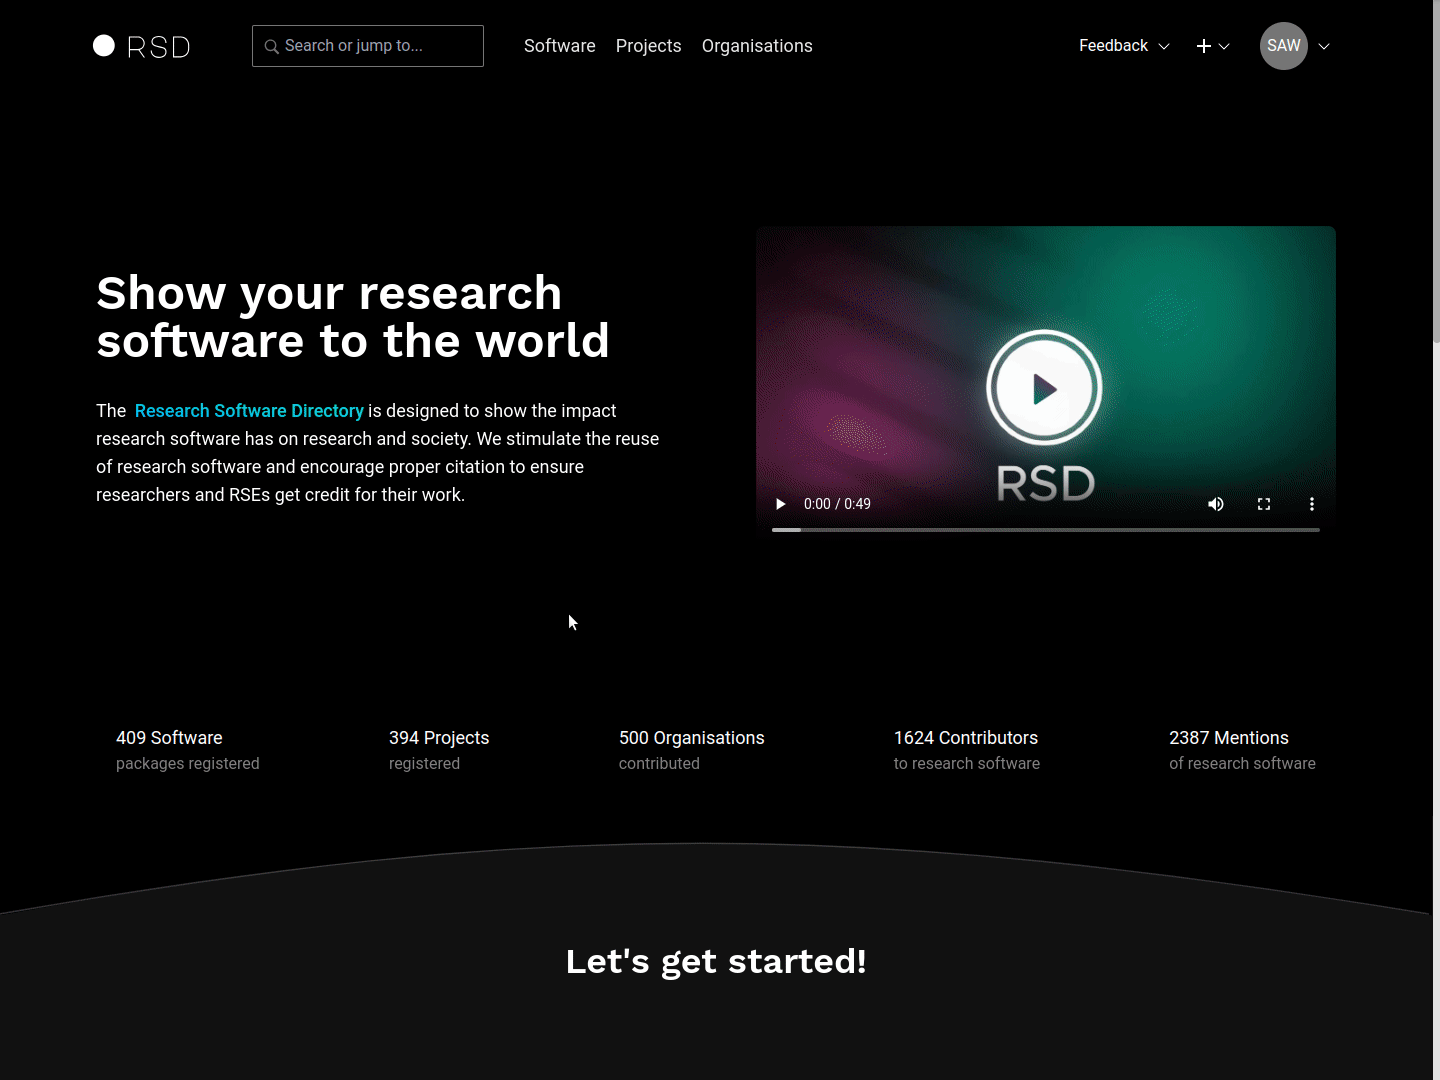 RSD
Search or jump to...
Software
Projects
Organisations
Feedback
SAW
Show your research
software to the world
The Research Software Directory is designed to show the impact
research software has on research and society. We stimulate the reuse
of research software and encourage proper citation to ensure
researchers and RSEs get credit for their work.
RSD
0:00 / 0:49
409 Software
packages registered
394 Projects
registered
500 Organisations
contributed
1624 Contributors
to research software
2387 Mentions
of research software
Let's get started!